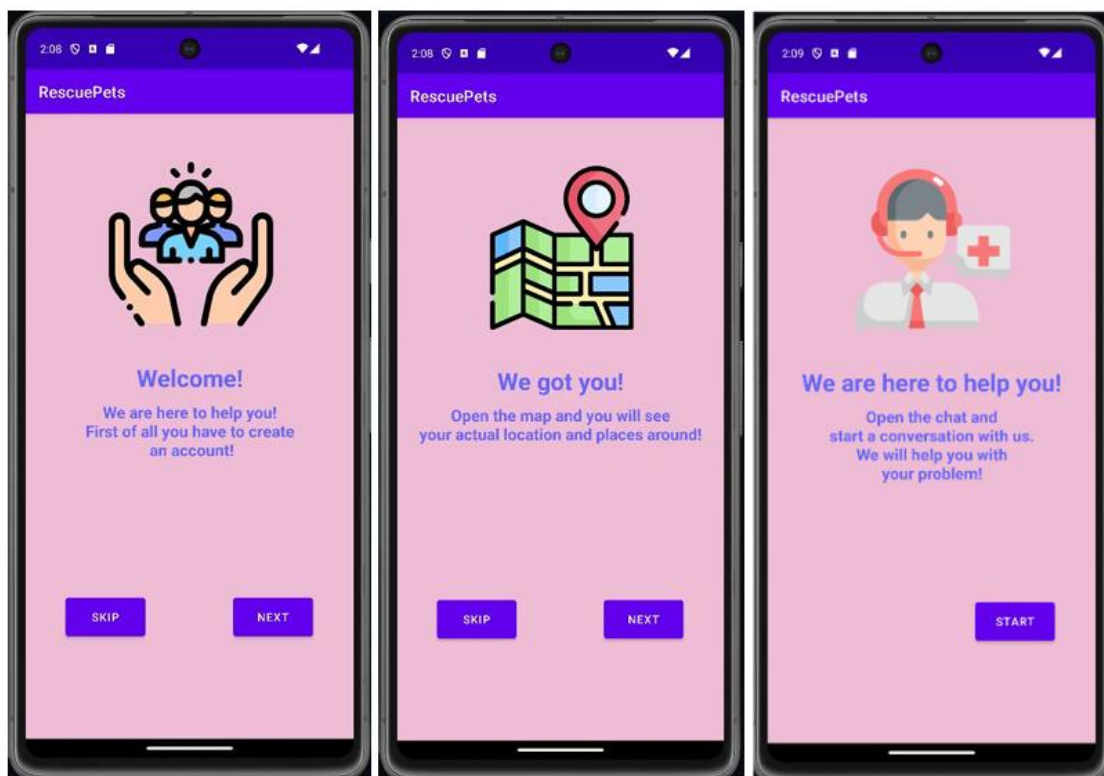 2:08
RescuePets
Welcome!
We are here to help you!
First of all you have to create
an account!
SKIP
NEXT
2:08
RescuePets
We got you!
Open the map and you will see
your actual location and places around!
SKIP
NEXT
2:09
RescuePets
We are here to help you!
Open the chat and
start a conversation with us.
We will help you with
your problem!
START